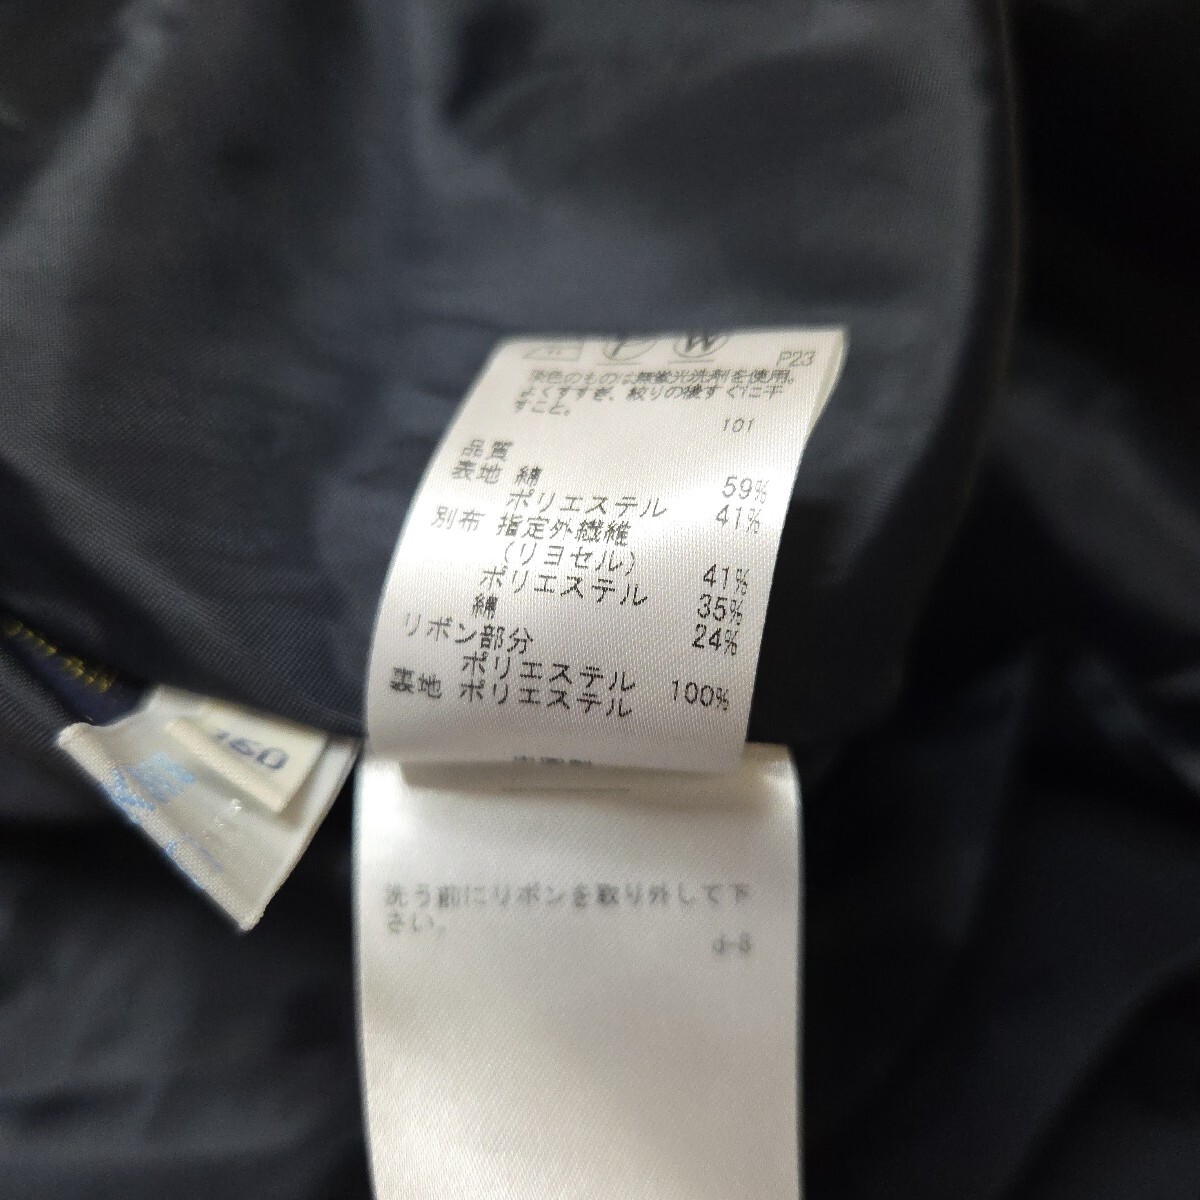 P23
染色のものは無蛍光洗剤を使用。
よくすすぎ、絞りの後すぐに干
すこと。
101
品質
表地 綿 59%
ポリエステル 41%
別布 指定外繊維
(リヨセル) 41%
ポリエステル 35%
綿 24%
リボン部分
ポリエステル 100%
裏地 ポリエステル
洗う前にリボンを取り外して下
さい。
d-8
160